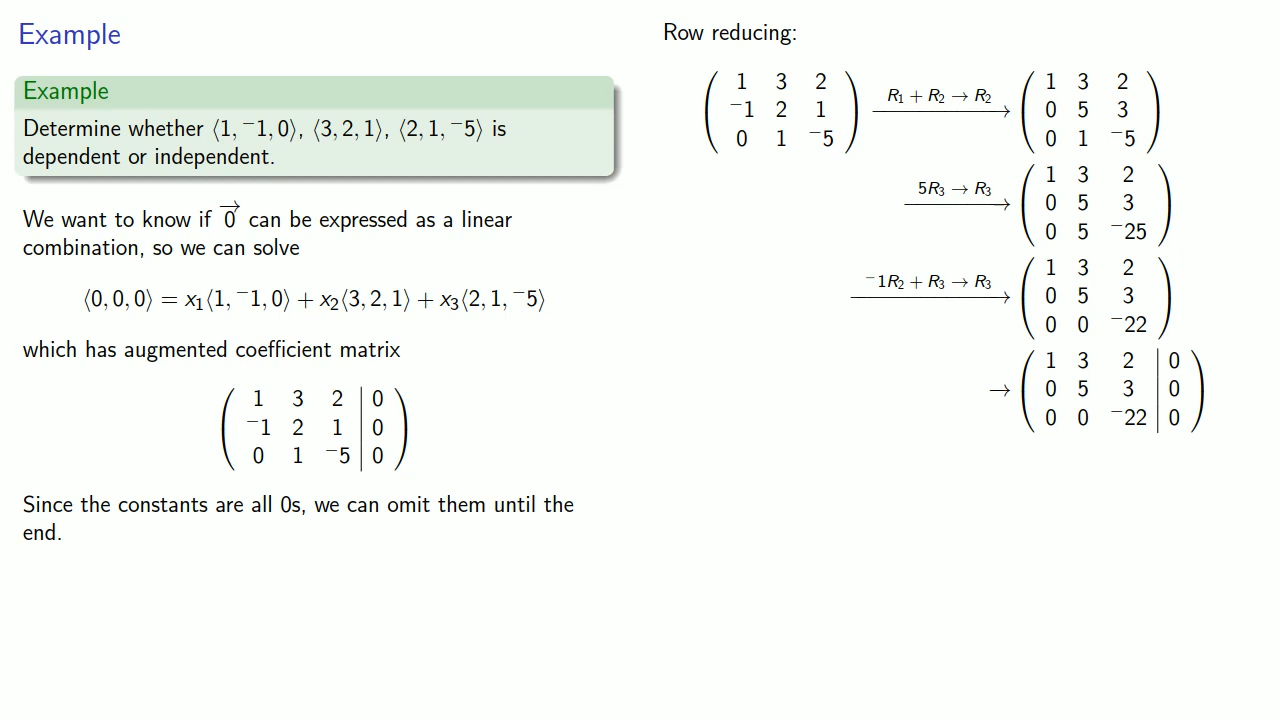 Example
Example
Determine whether ⟨1, ⁻1, 0⟩, ⟨3, 2, 1⟩, ⟨2, 1, ⁻5⟩ is
dependent or independent.
We want to know if 0⃗ can be expressed as a linear
combination, so we can solve
⟨0, 0, 0⟩ = x₁⟨1, ⁻1, 0⟩ + x₂⟨3, 2, 1⟩ + x₃⟨2, 1, ⁻5⟩
which has augmented coefficient matrix
1 3 2 | 0
⁻1 2 1 | 0
0 1 ⁻5 | 0
Since the constants are all 0s, we can omit them until the
end.
Row reducing:
1 3 2
⁻1 2 1
0 1 ⁻5
R₁ + R₂ → R₂
1 3 2
0 5 3
0 1 ⁻5
5R₃ → R₃
1 3 2
0 5 3
0 5 ⁻25
⁻1R₂ + R₃ → R₃
1 3 2
0 5 3
0 0 ⁻22
→
1 3 2 | 0
0 5 3 | 0
0 0 ⁻22 | 0